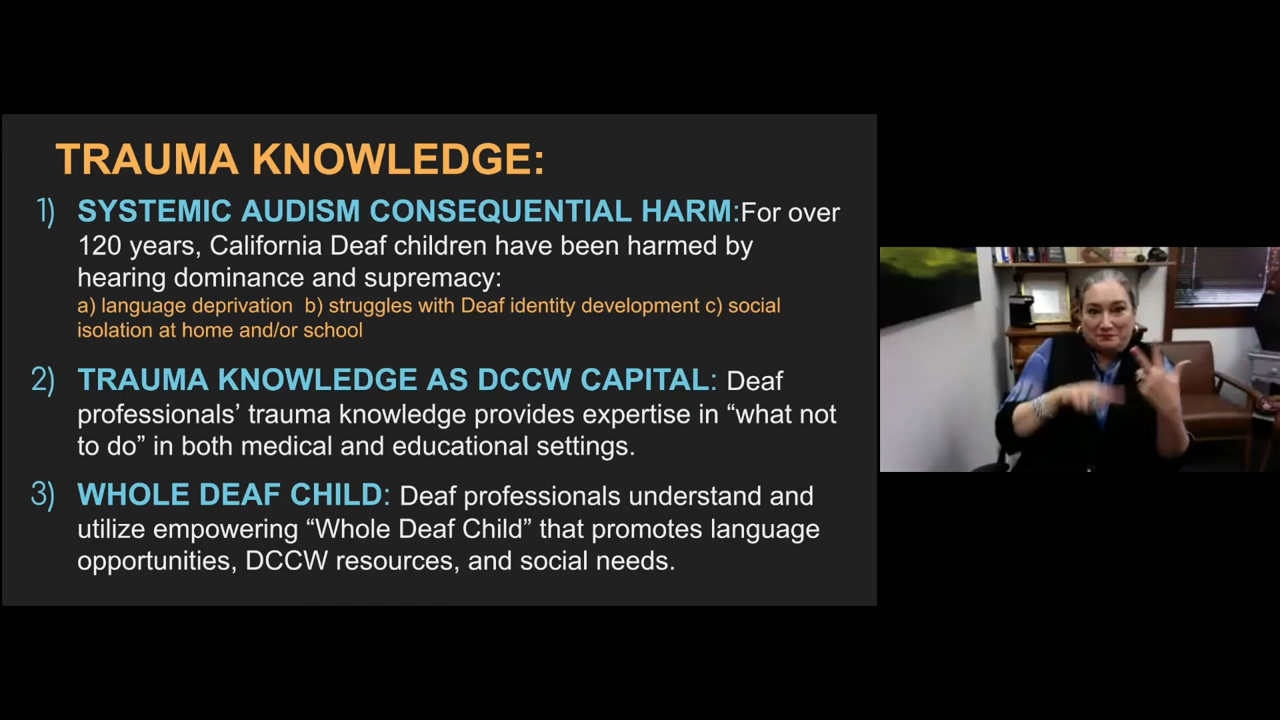 TRAUMA KNOWLEDGE:
1) SYSTEMIC AUDISM CONSEQUENTIAL HARM:For over
120 years, California Deaf children have been harmed by
hearing dominance and supremacy:
a) language deprivation b) struggles with Deaf identity development c) social
isolation at home and/or school
2) TRAUMA KNOWLEDGE AS DCCW CAPITAL: Deaf
professionals’ trauma knowledge provides expertise in “what not
to do” in both medical and educational settings.
3) WHOLE DEAF CHILD: Deaf professionals understand and
utilize empowering “Whole Deaf Child” that promotes language
opportunities, DCCW resources, and social needs.